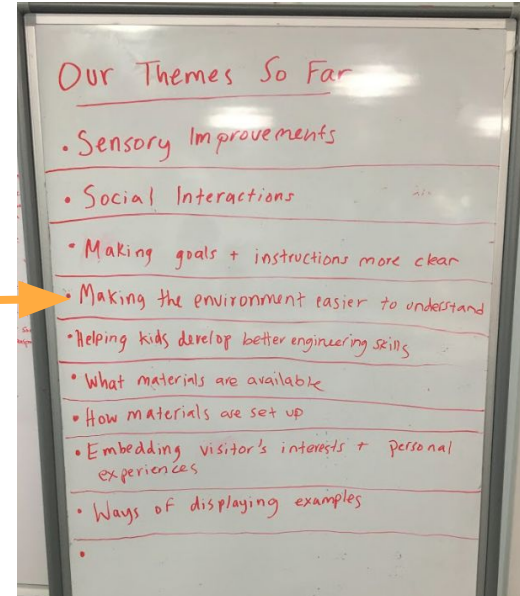 Our Themes So Far
• Sensory Improvements
• Social Interactions
• Making goals + instructions more clear
• Making the environment easier to understand
• Helping kids develop better engineering skills
• What materials are available
• How materials are set up
• Embedding visitor's interests + personal
experiences
• Ways of displaying examples
•